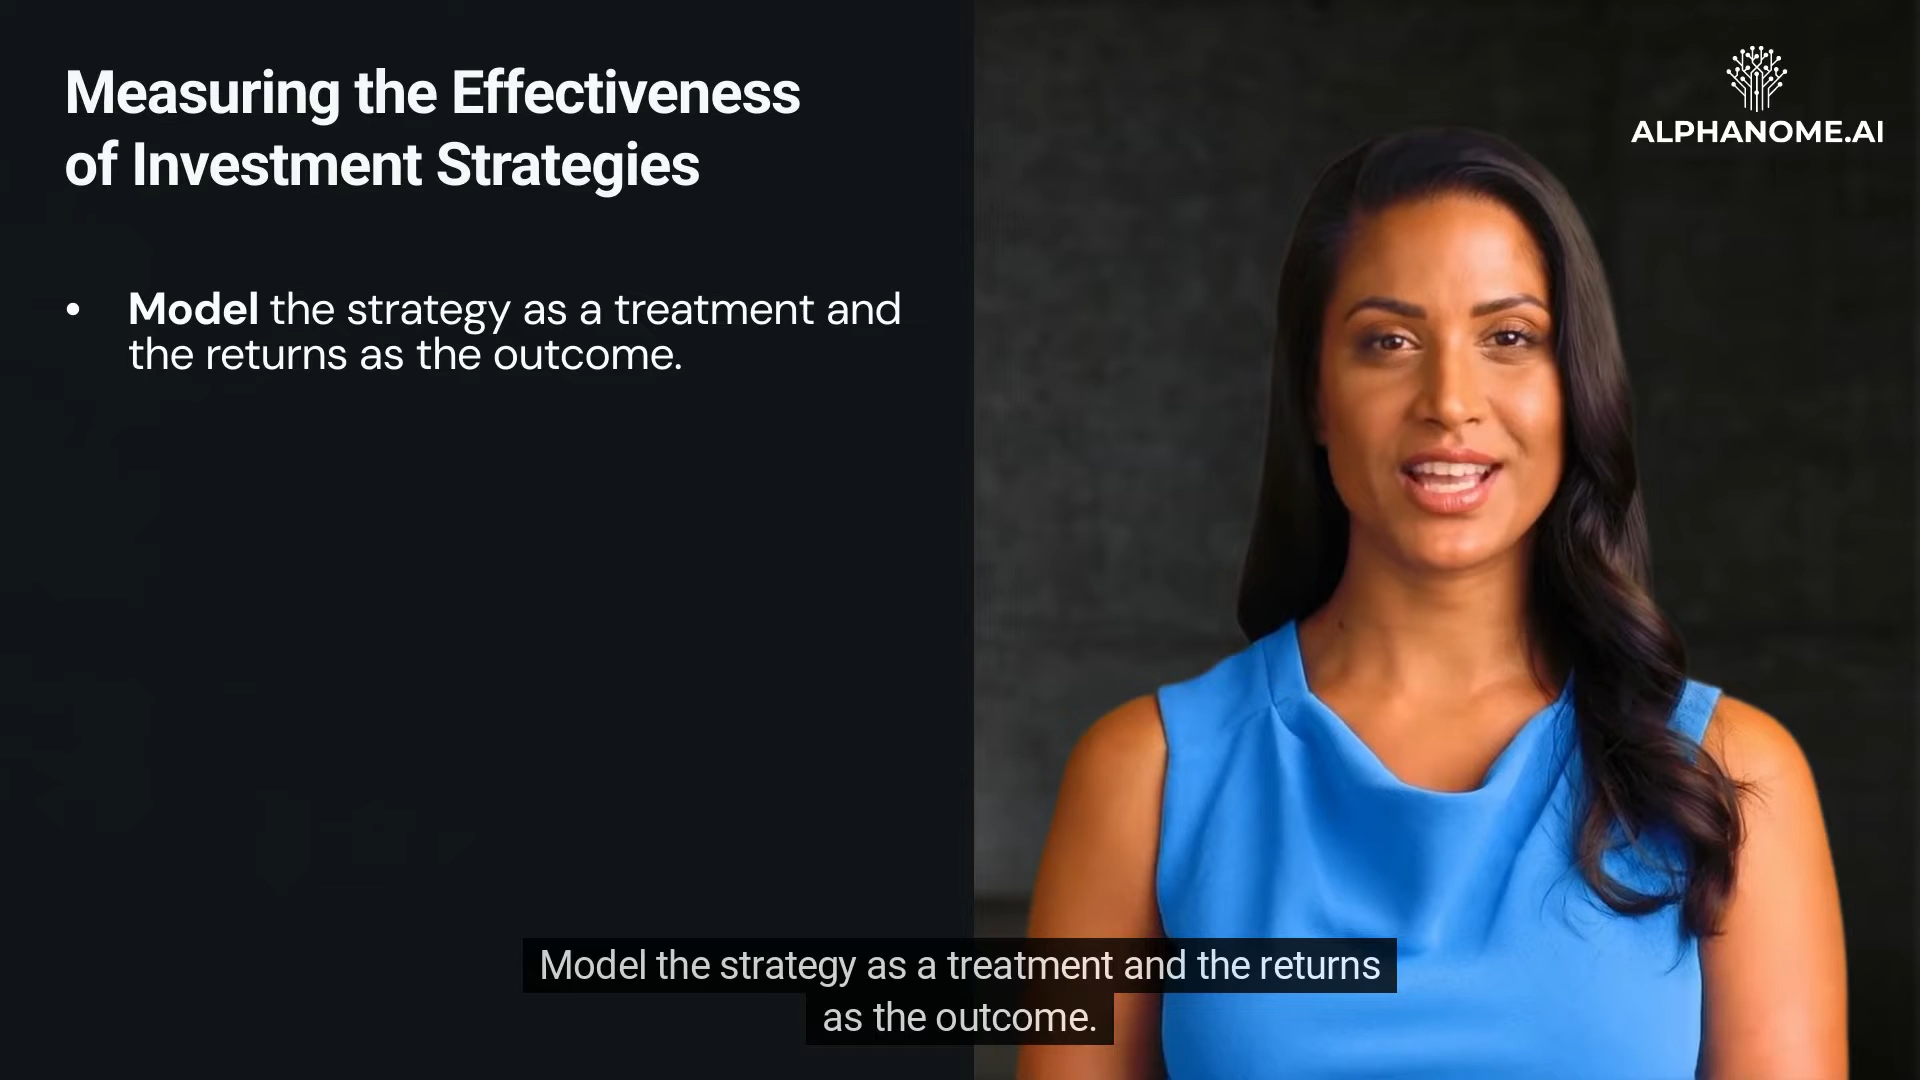 Measuring the Effectiveness
of Investment Strategies
• Model the strategy as a treatment and
the returns as the outcome.
ALPHANOME.AI
Model the strategy as a treatment and the returns
as the outcome.